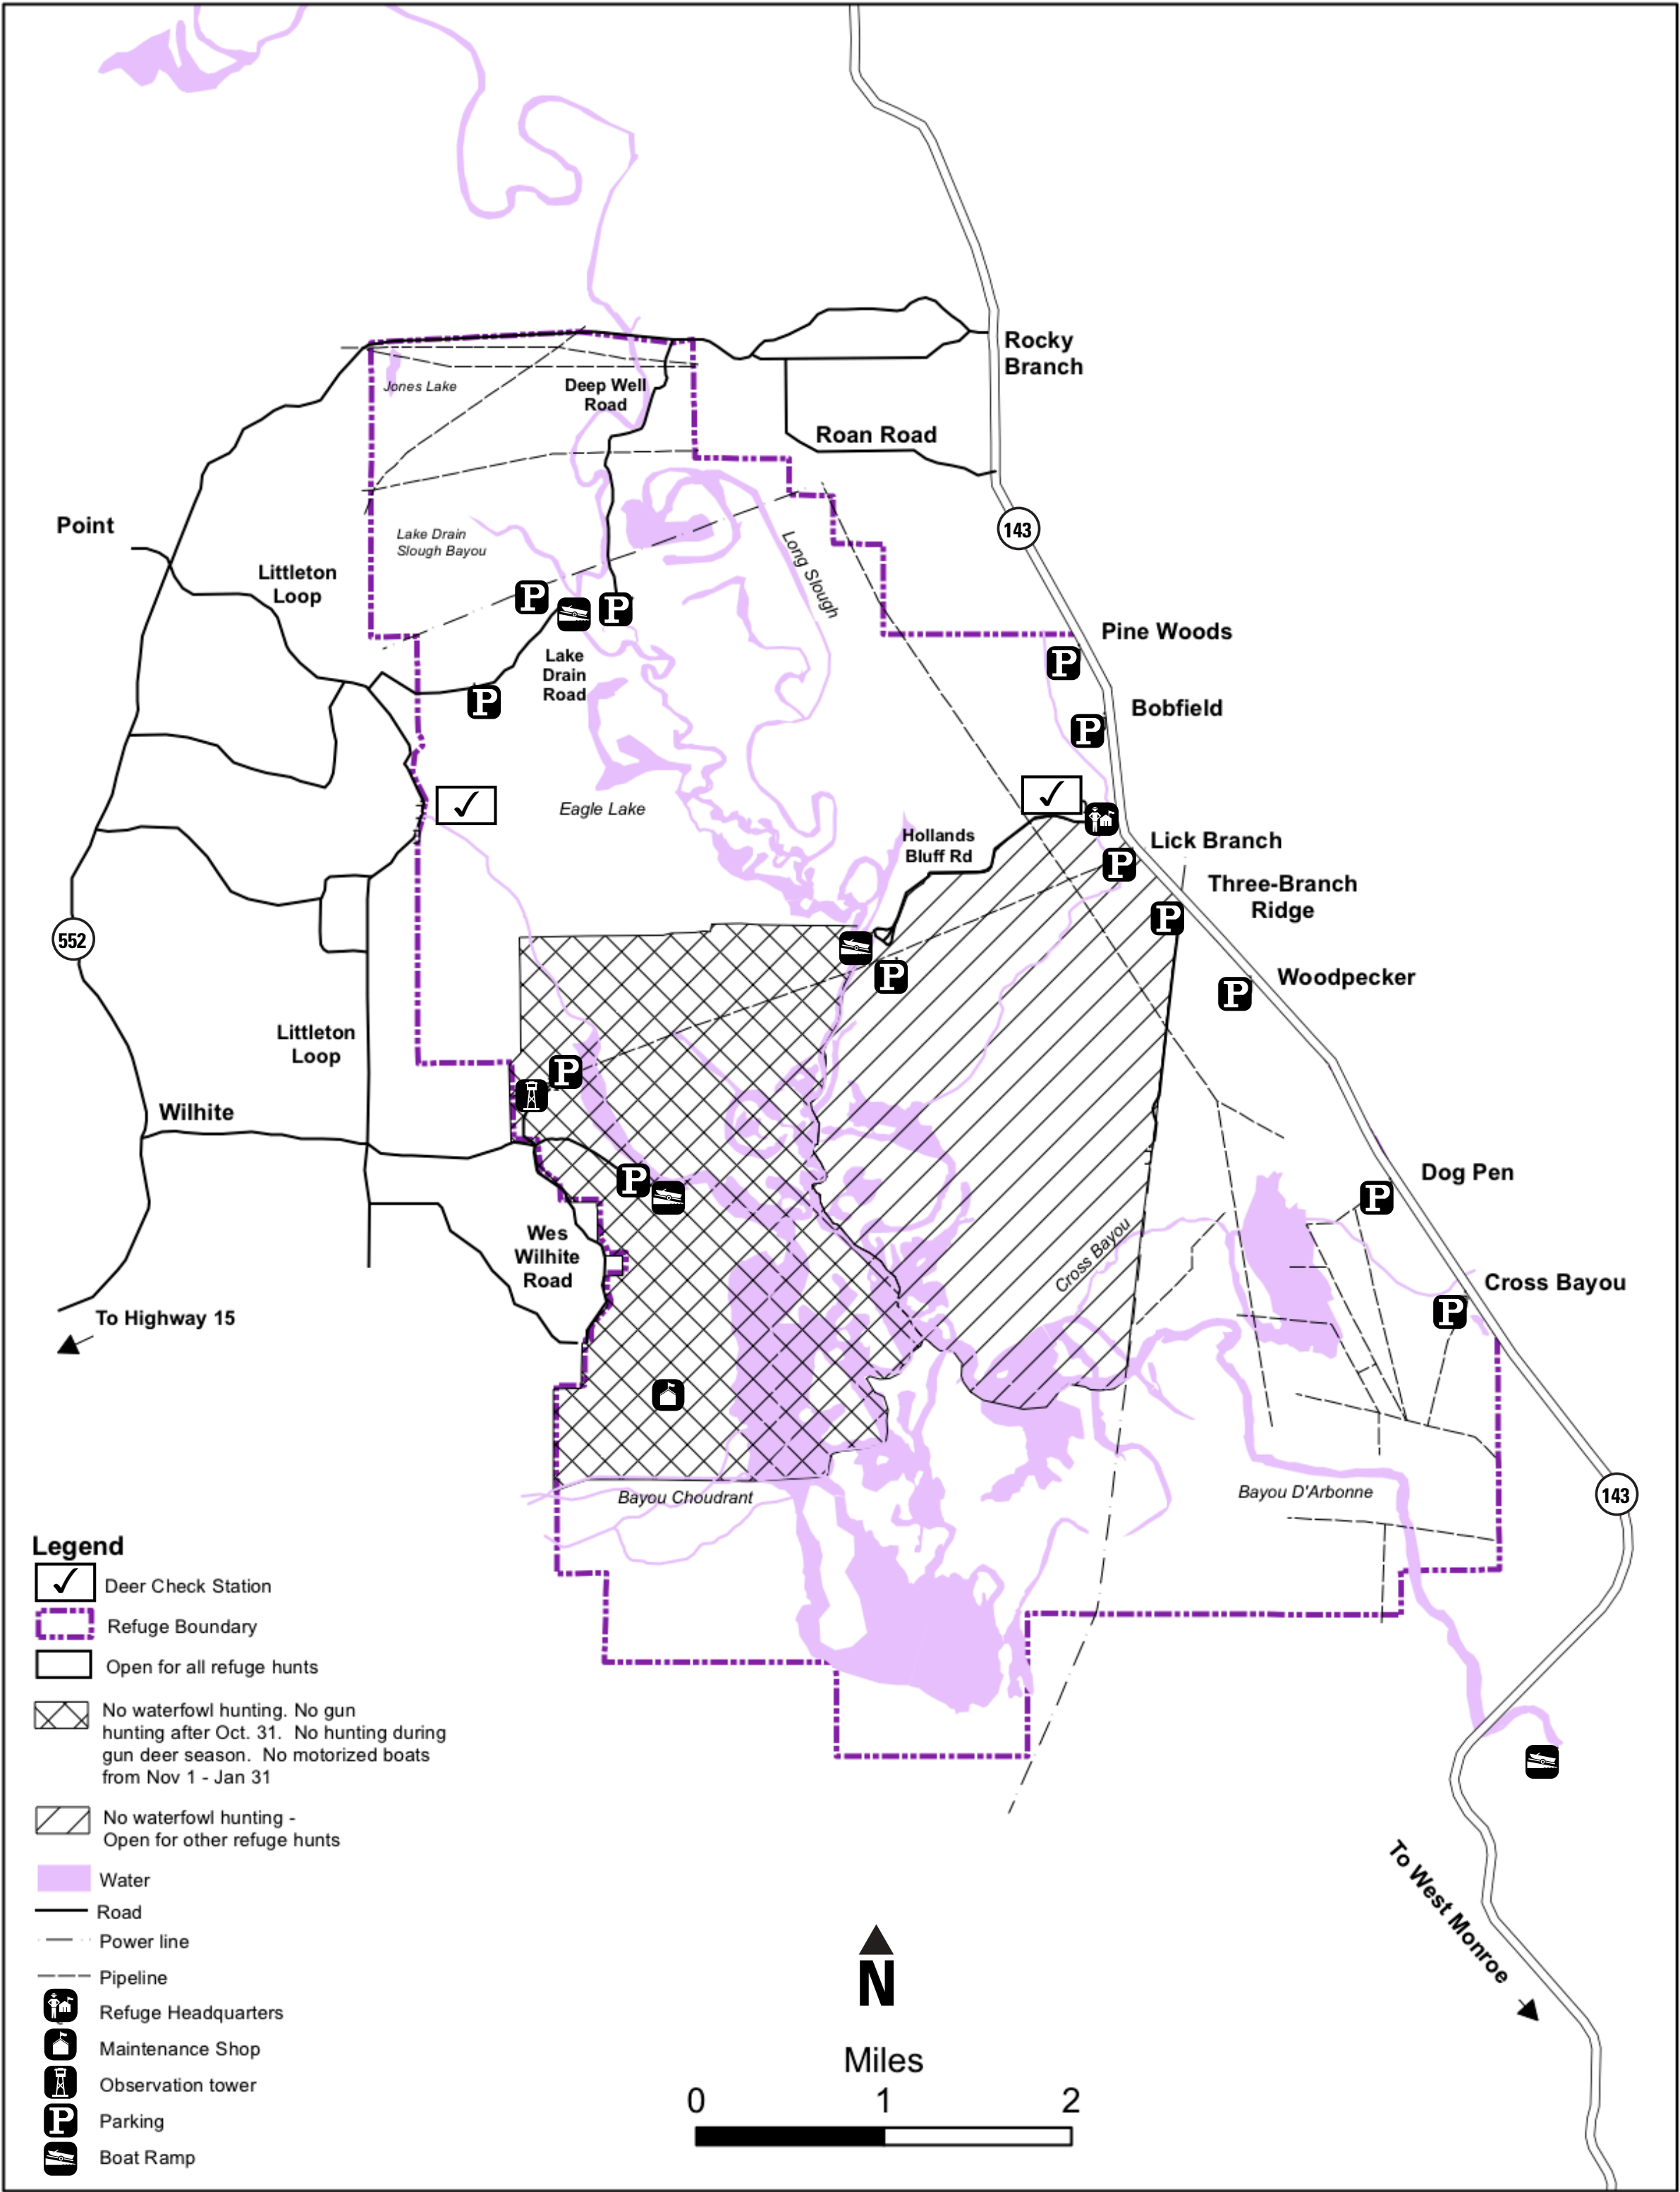 Rocky
Branch
Jones Lake
Deep Well
Road
Roan Road
Point
143
Lake Drain
Slough Bayou
Long Slough
Littleton
Loop
Pine Woods
Lake
Drain
Road
Bobfield
Eagle Lake
Hollands
Bluff Rd
Lick Branch
Three-Branch
Ridge
552
Woodpecker
Littleton
Loop
Wilhite
Dog Pen
Wes
Wilhite
Road
Cross Bayou
Cross Bayou
To Highway 15
Bayou Choudrant
Bayou D'Arbonne
143
Legend
Deer Check Station
Refuge Boundary
Open for all refuge hunts
No waterfowl hunting. No gun
hunting after Oct. 31. No hunting during
gun deer season. No motorized boats
from Nov 1 - Jan 31
No waterfowl hunting -
Open for other refuge hunts
Water
Road
Power line
Pipeline
Refuge Headquarters
Maintenance Shop
Observation tower
P Parking
Boat Ramp
To West Monroe
N
Miles
0 1 2
P
P
P
P
P
P
P
P
P
P
P
P
P